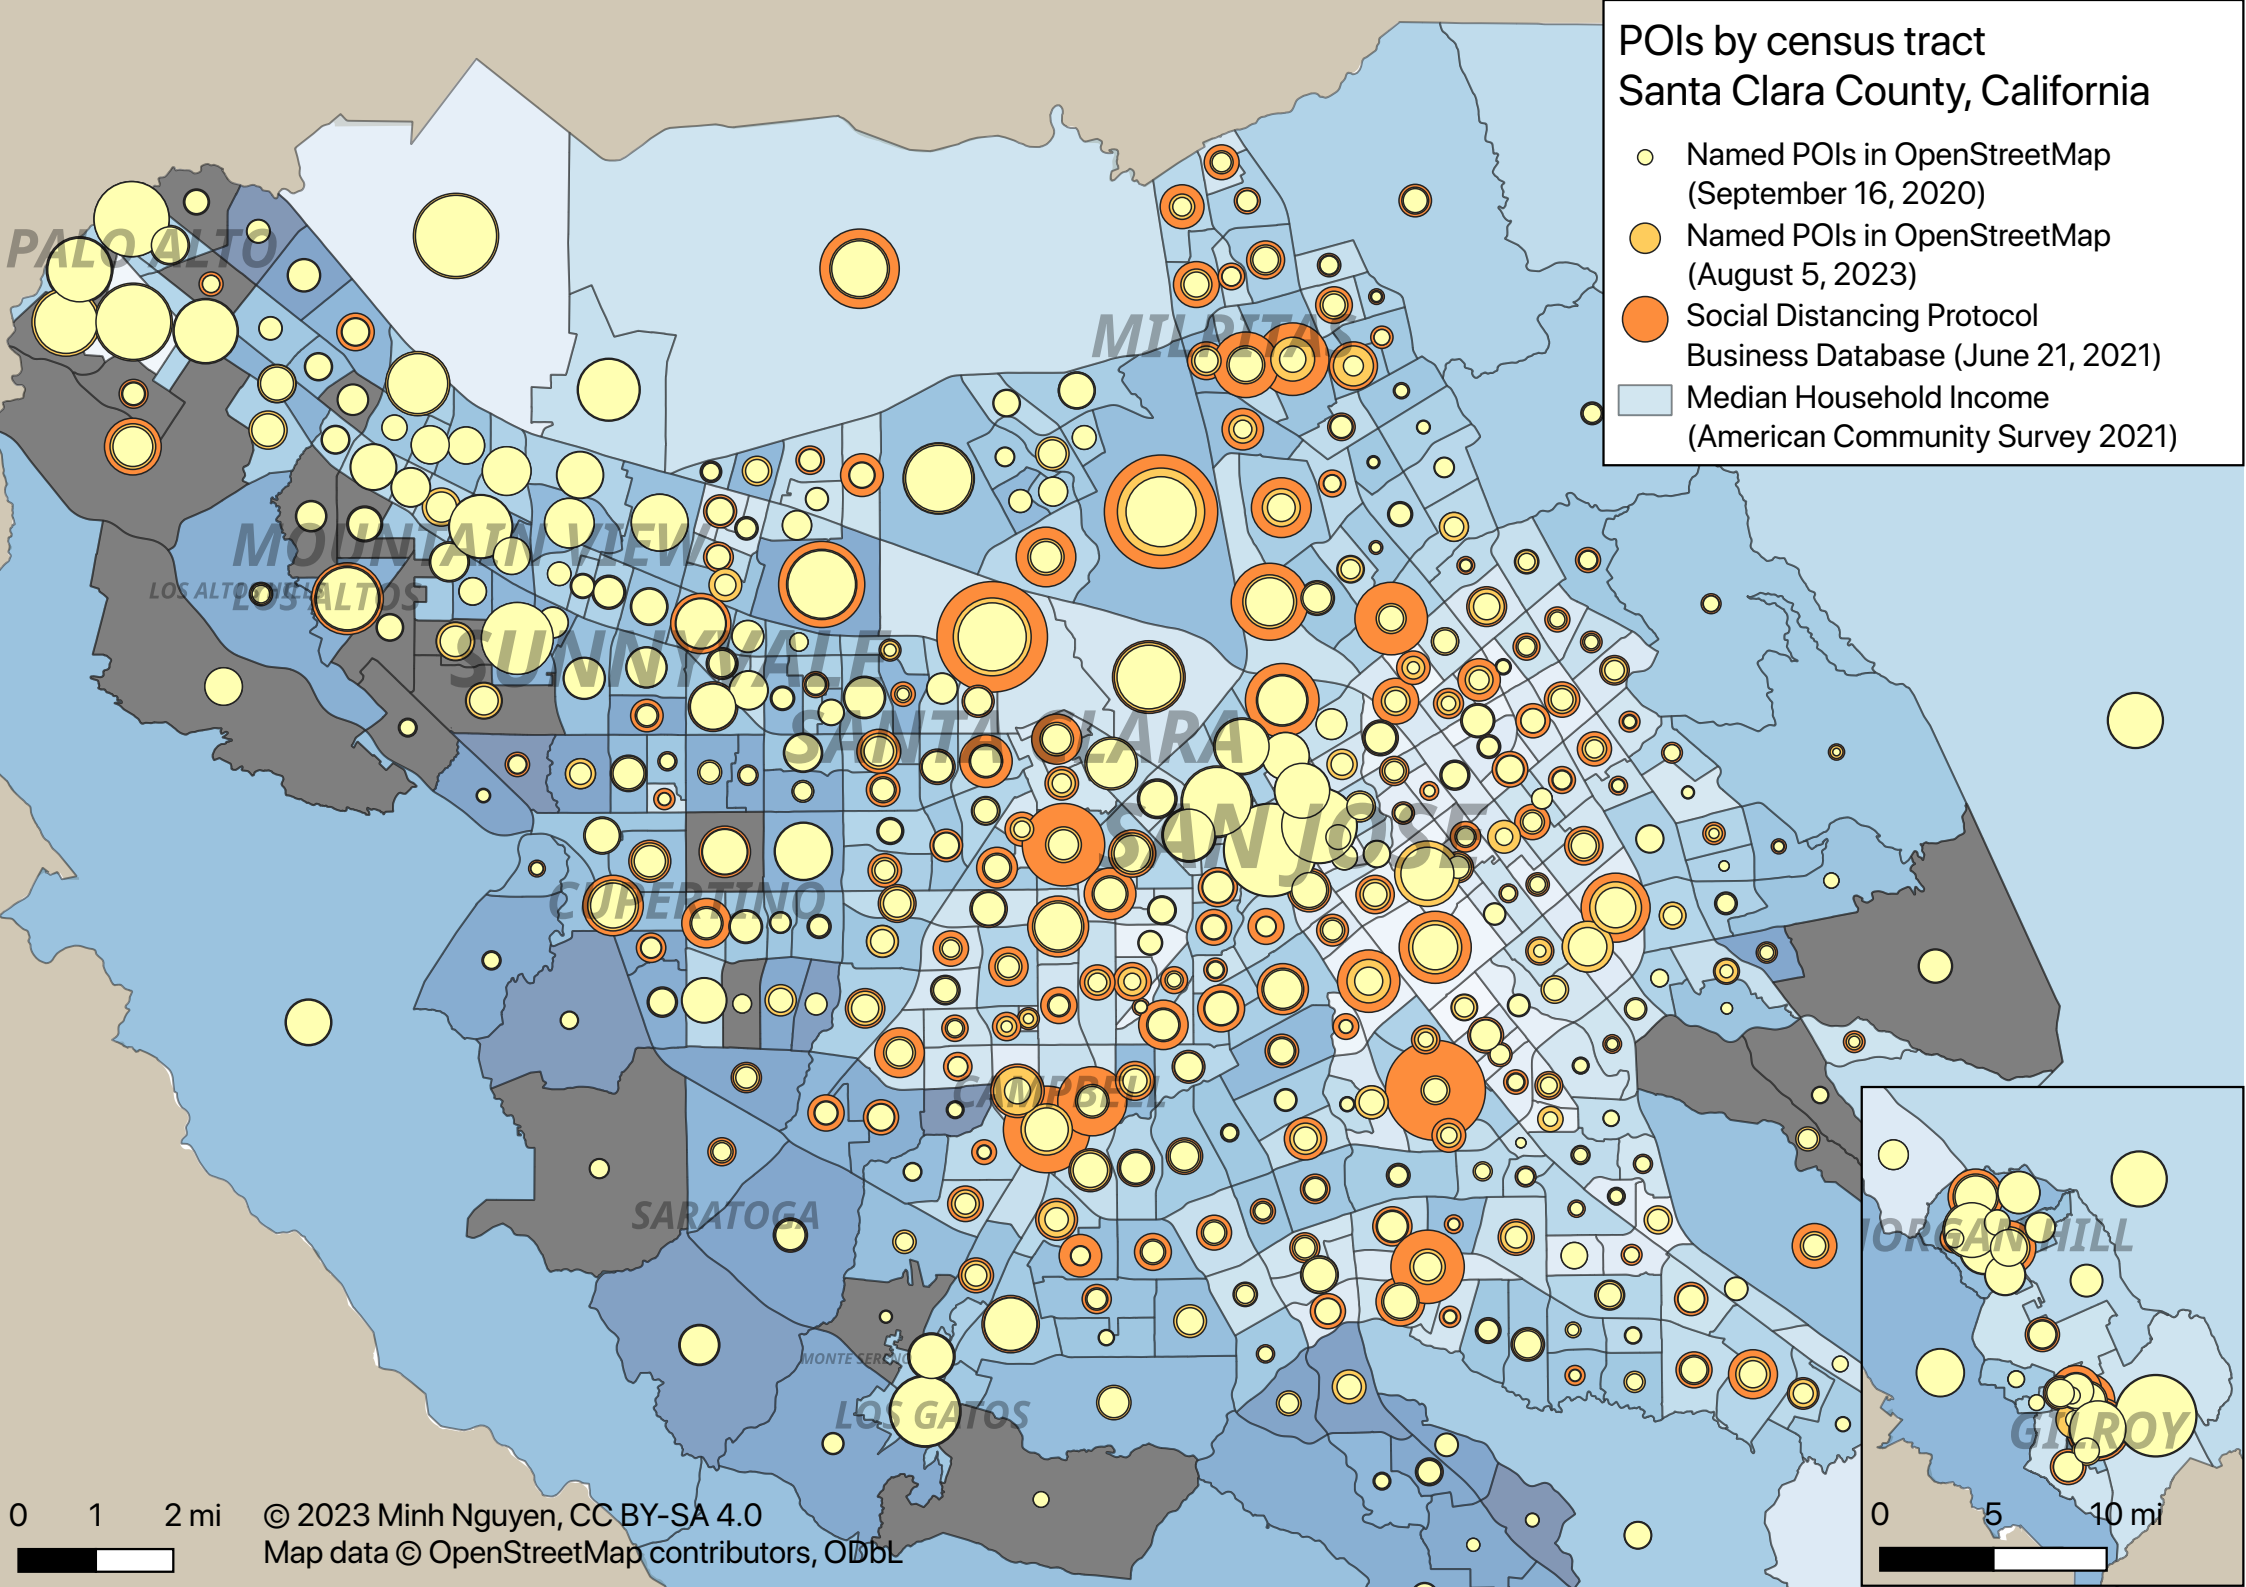 POIs by census tract
Santa Clara County, California
Named POIs in OpenStreetMap
(September 16, 2020)
Named POIs in OpenStreetMap
(August 5, 2023)
Social Distancing Protocol
Business Database (June 21, 2021)
Median Household Income
(American Community Survey 2021)
PALO ALTO
MILPITAS
MOUNTAIN VIEW
LOS ALTOS HILLS
LOS ALTOS
SUNNYVALE
SANTA CLARA
SAN JOSE
CUPERTINO
CAMPBELL
SARATOGA
MONTE SERENO
LOS GATOS
MORGAN HILL
GILROY
0 1 2 mi
© 2023 Minh Nguyen, CC BY-SA 4.0
Map data © OpenStreetMap contributors, ODbL
0 5 10 mi